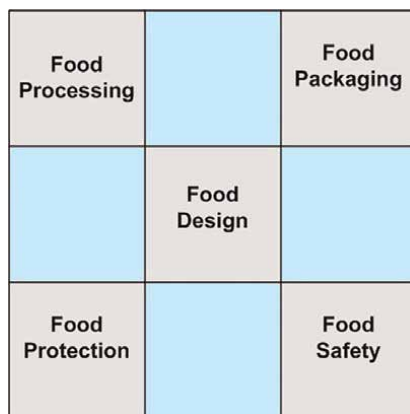 Food
Processing
Food
Packaging
Food
Design
Food
Protection
Food
Safety